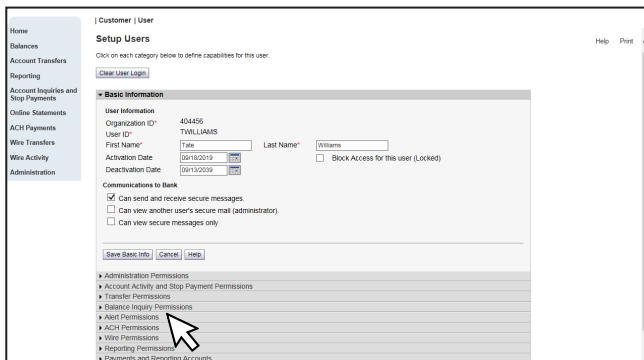 | Customer | User
Home
Balances
Account Transfers
Reporting
Account Inquiries and
Stop Payments
Online Statements
ACH Payments
Wire Transfers
Wire Activity
Administration
Setup Users
Help Print
Click on each category below to define capabilities for this user.
Clear User Login
Basic Information
User Information
Organization ID* 404456
User ID* TWILLIAMS
First Name* Tate Last Name* Williams
Activation Date 09/18/2019 Block Access for this user (Locked)
Deactivation Date 09/13/2039
Communications to Bank
Can send and receive secure messages.
Can view another user's secure mail (administrator).
Can view secure messages only
Save Basic Info Cancel Help
Administration Permissions
Account Activity and Stop Payment Permissions
Transfer Permissions
Balance Inquiry Permissions
Alert Permissions
ACH Permissions
Wire Permissions
Reporting Permissions
Payments and Reporting Accounts